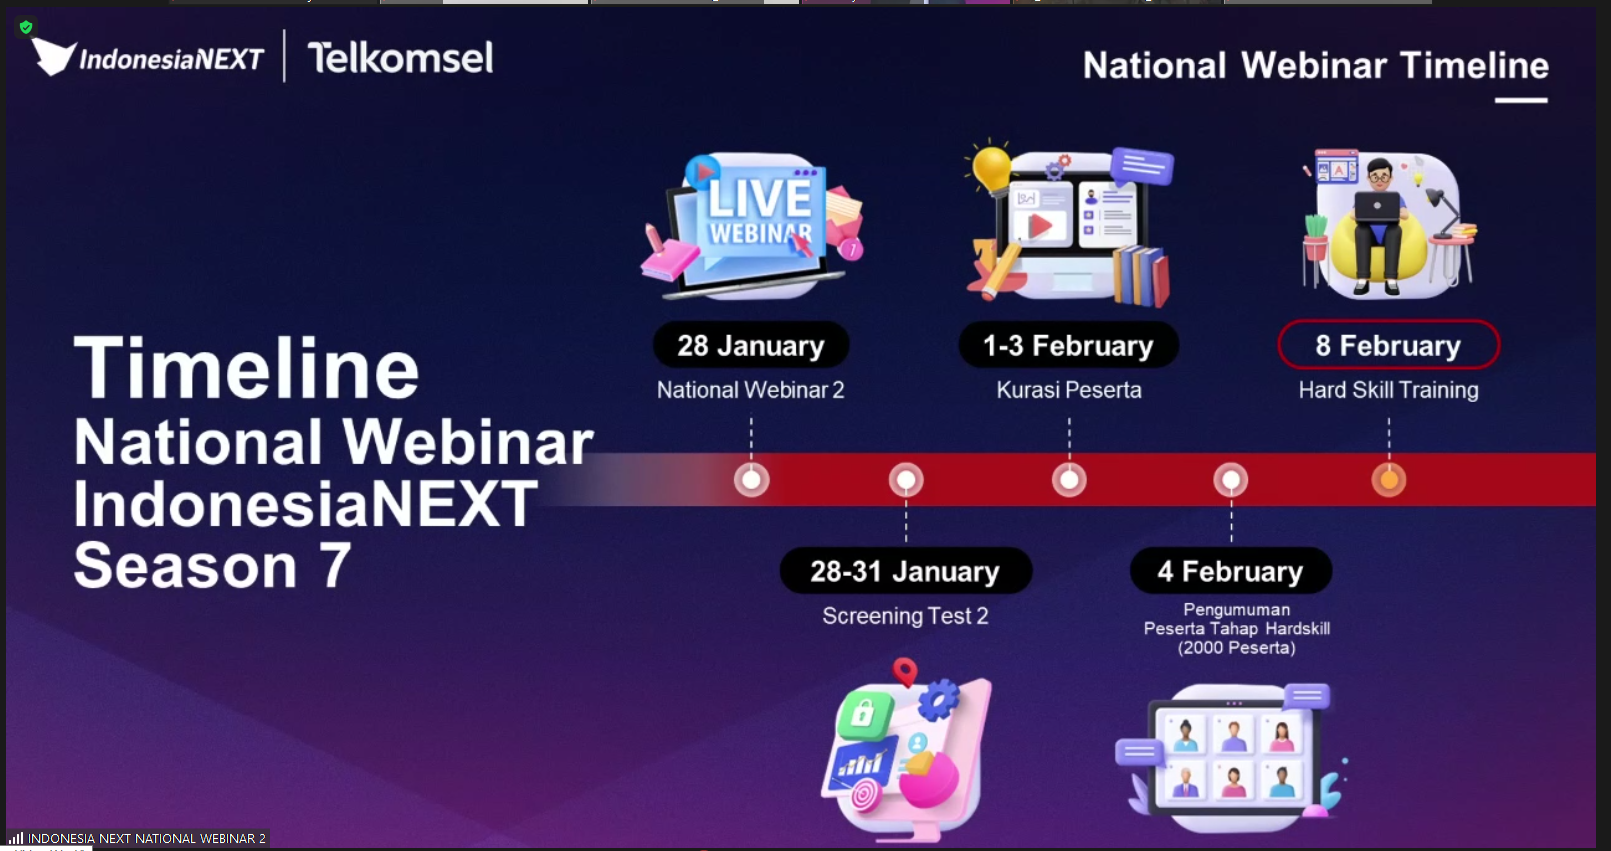 IndonesiaNEXT
Telkomsel
National Webinar Timeline
LIVE
WEBINAR
1
A
28 January
National Webinar 2
1-3 February
Kurasi Peserta
8 February
Hard Skill Training
Timeline
National Webinar
IndonesiaNEXT
Season 7
28-31 January
Screening Test 2
4 February
Pengumuman
Peserta Tahap Hardskill
(2000 Peserta)
INDONESIA NEXT NATIONAL WEBINAR 2